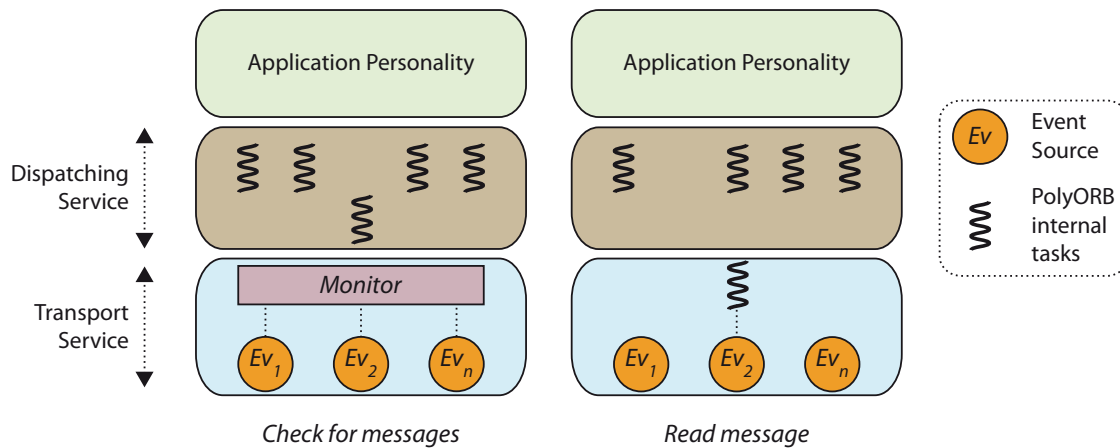 Application Personality
Application Personality
Dispatching
Service
Transport
Service
Monitor
Ev1
Ev2
Evn
Ev1
Ev2
Evn
Check for messages
Read message
Ev
Event
Source
PolyORB
internal
tasks